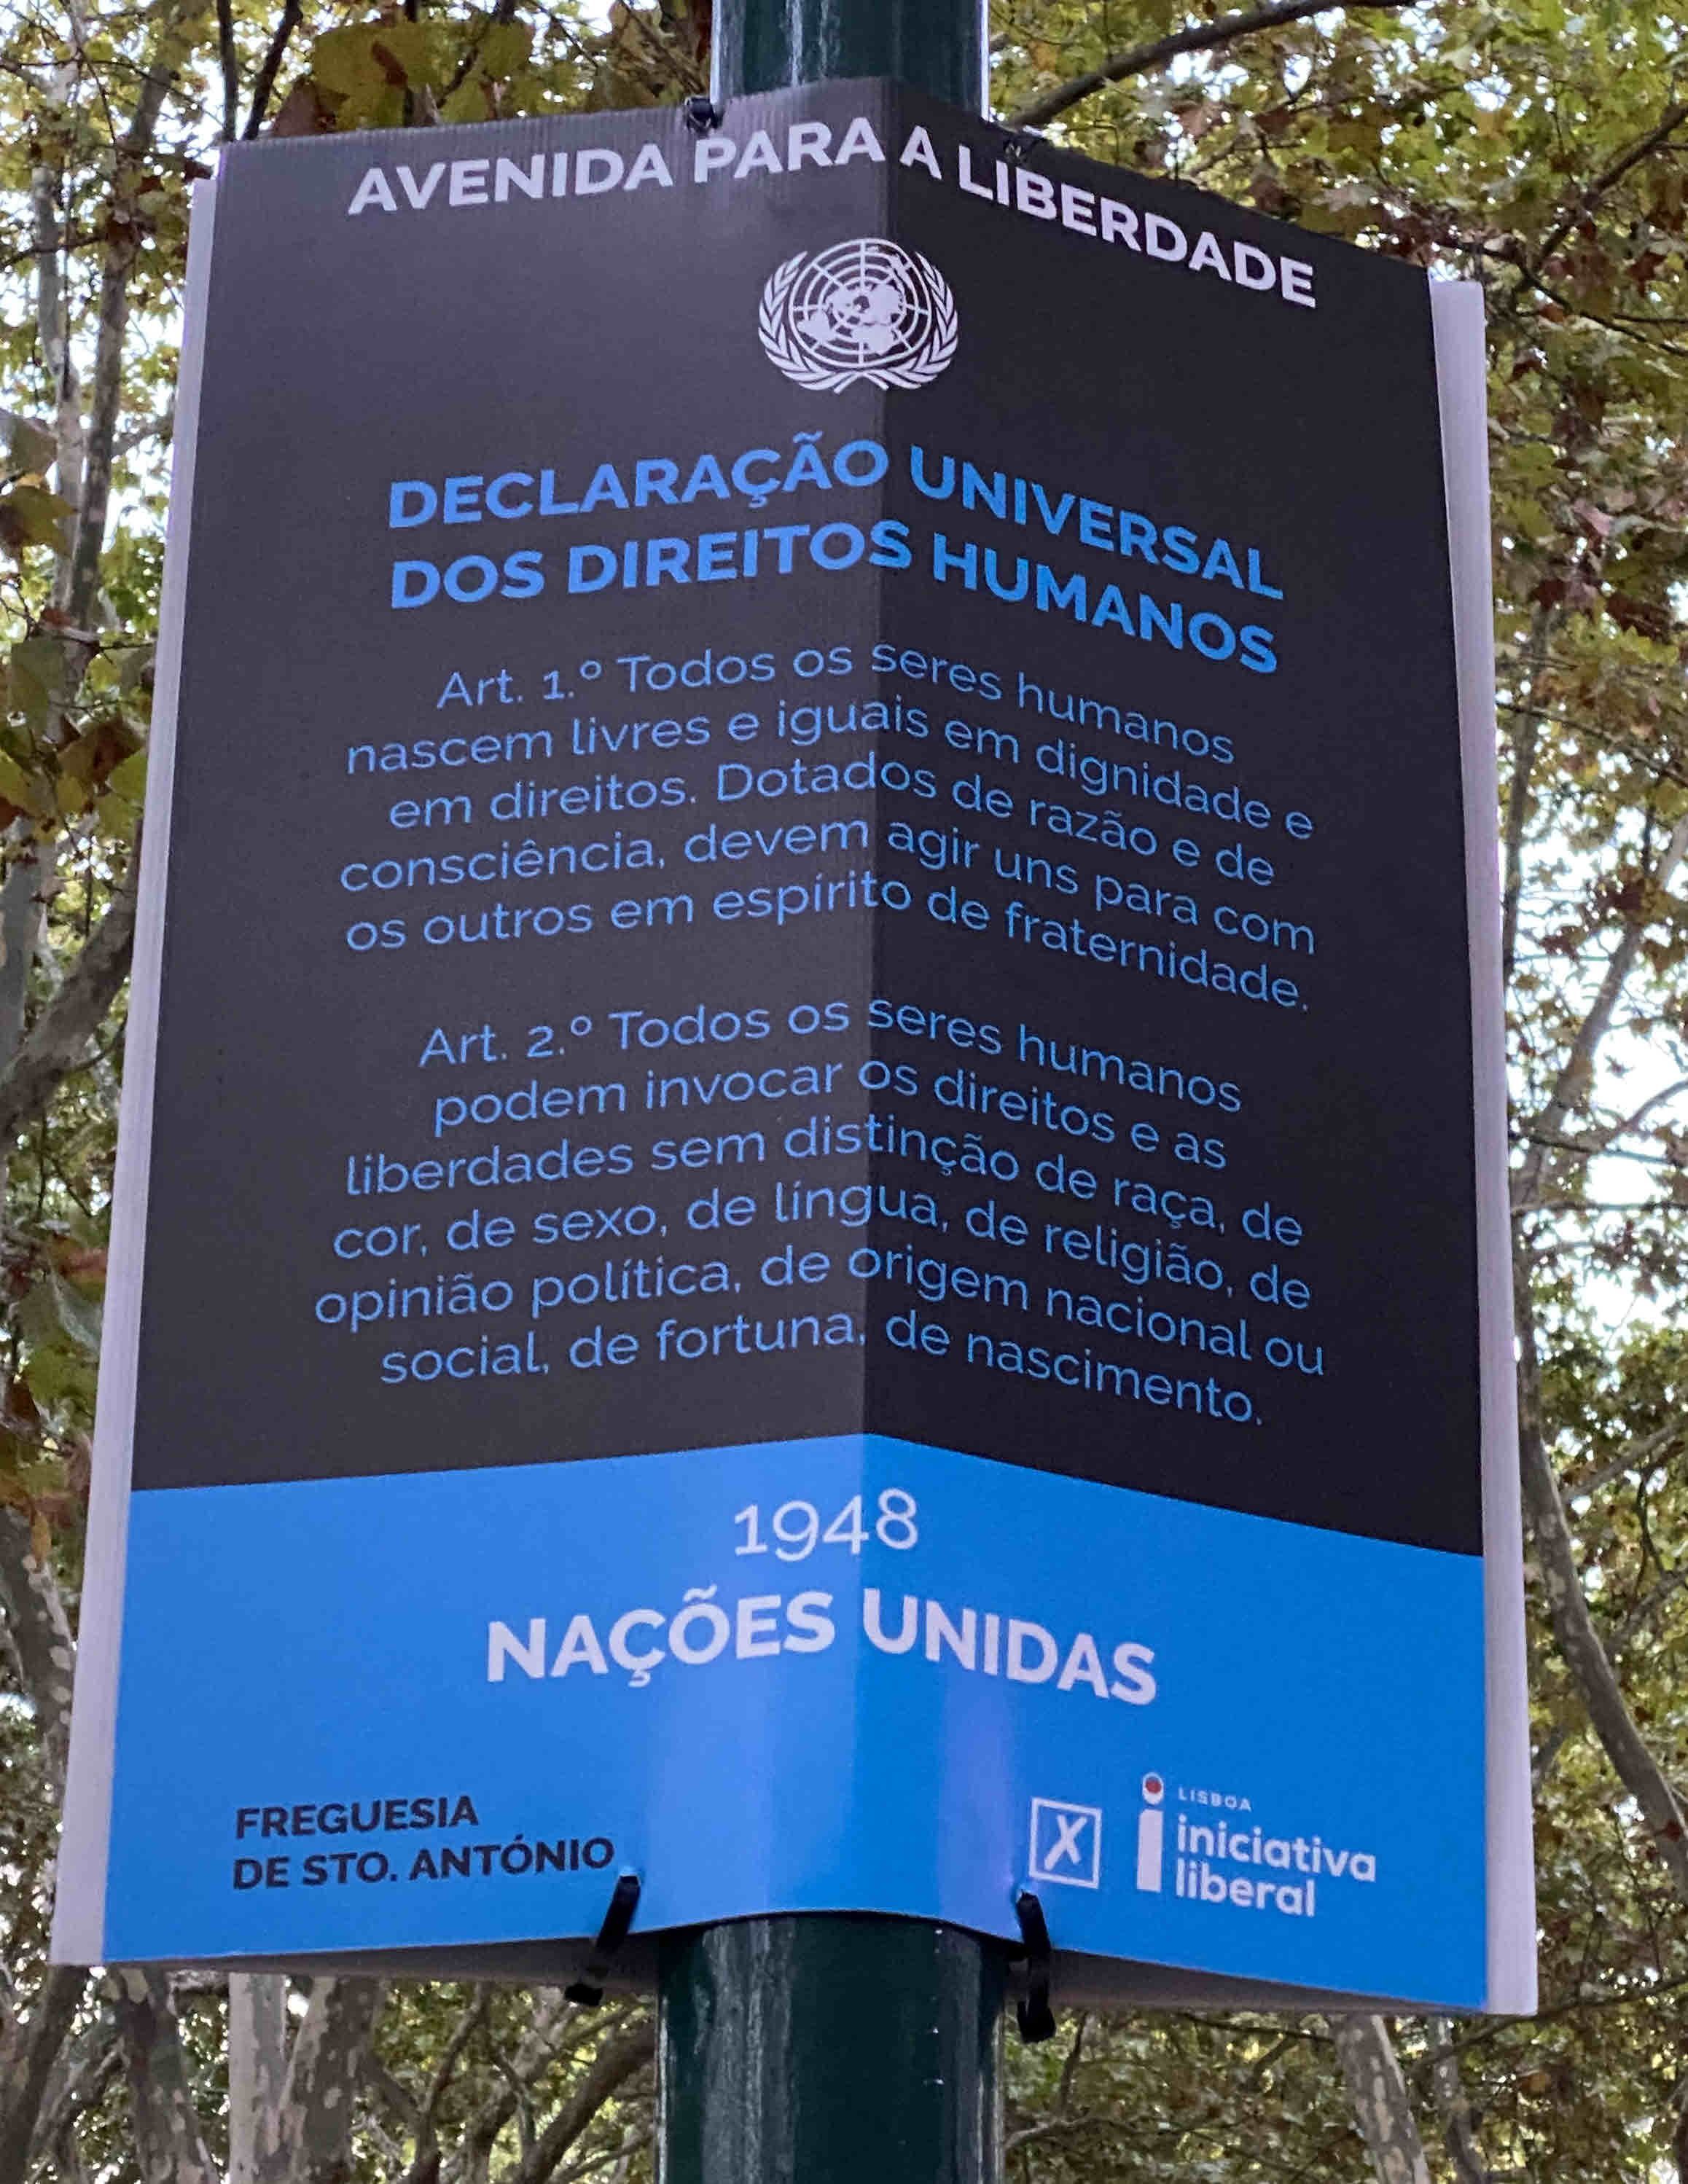 AVENIDA PARA A LIBERDADE
DECLARAÇÃO UNIVERSAL
DOS DIREITOS HUMANOS
Art. 1.º Todos os seres humanos
nascem livres e iguais em dignidade e
em direitos. Dotados de razão e de
consciência, devem agir uns para com
os outros em espírito de fraternidade.
Art. 2.º Todos os seres humanos
podem invocar os direitos e as
liberdades sem distinção de raça, de
cor, de sexo, de língua, de religião, de
opinião política, de origem nacional ou
social, de fortuna, de nascimento.
1948
NAÇÕES UNIDAS
FREGUESIA
DE STO. ANTÓNIO
X
LISBOA
iniciativa
liberal